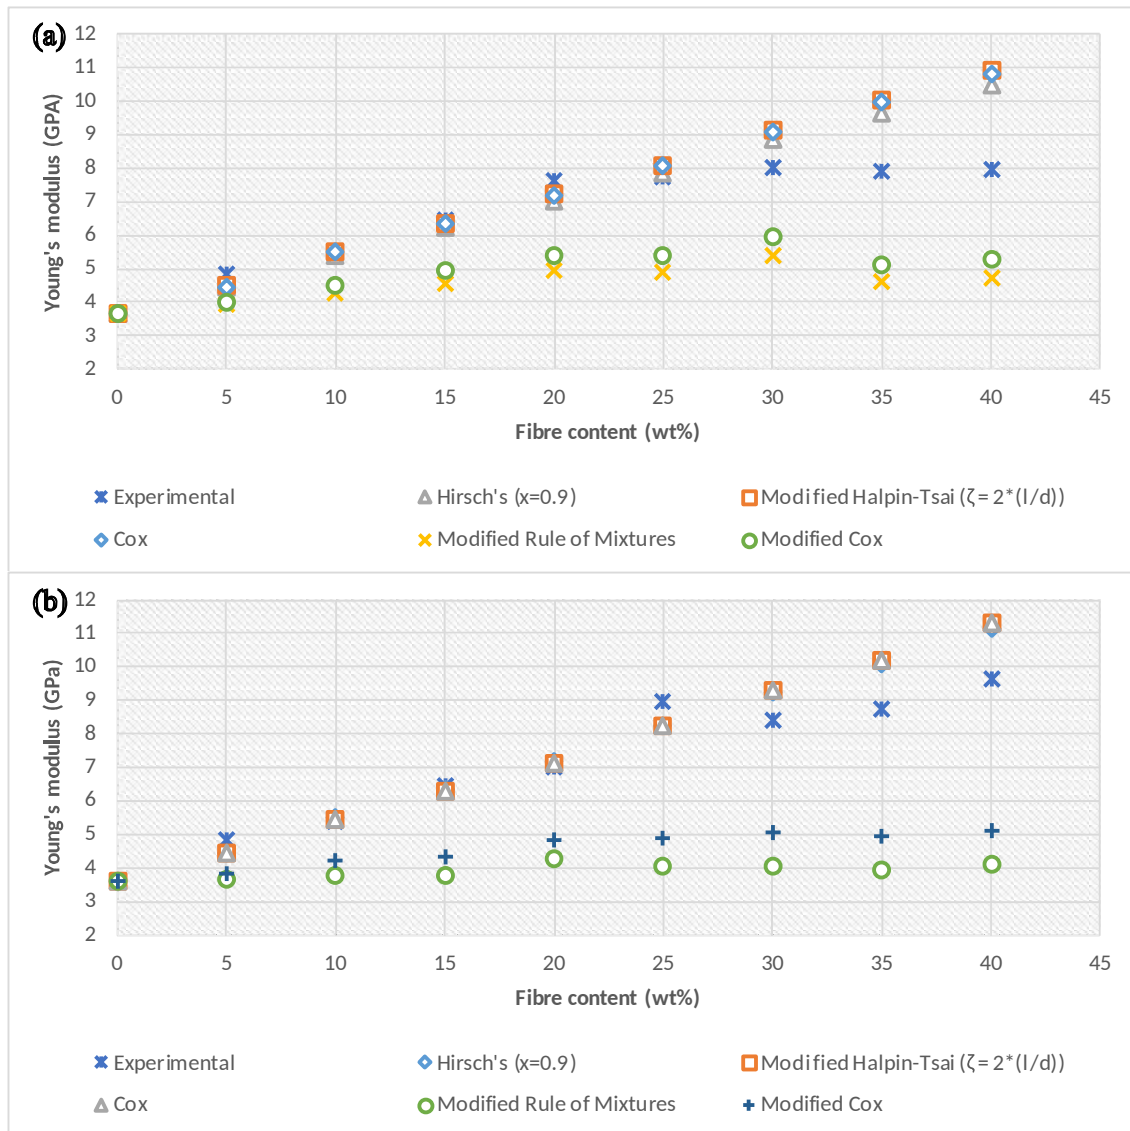 (a)
12
11
10
9
8
7
6
5
4
3
2
Young's modulus (GPA)
0 5 10 15 20 25 30 35 40 45
Fibre content (wt%)
Experimental Hirsch's (x=0.9) Modified Halpin-Tsai (ζ = 2*(l/d))
Cox Modified Rule of Mixtures Modified Cox
(b)
12
11
10
9
8
7
6
5
4
3
2
Young's modulus (GPa)
0 5 10 15 20 25 30 35 40 45
Fibre content (wt%)
Experimental Hirsch's (x=0.9) Modified Halpin-Tsai (ζ = 2*(l/d))
Cox Modified Rule of Mixtures Modified Cox